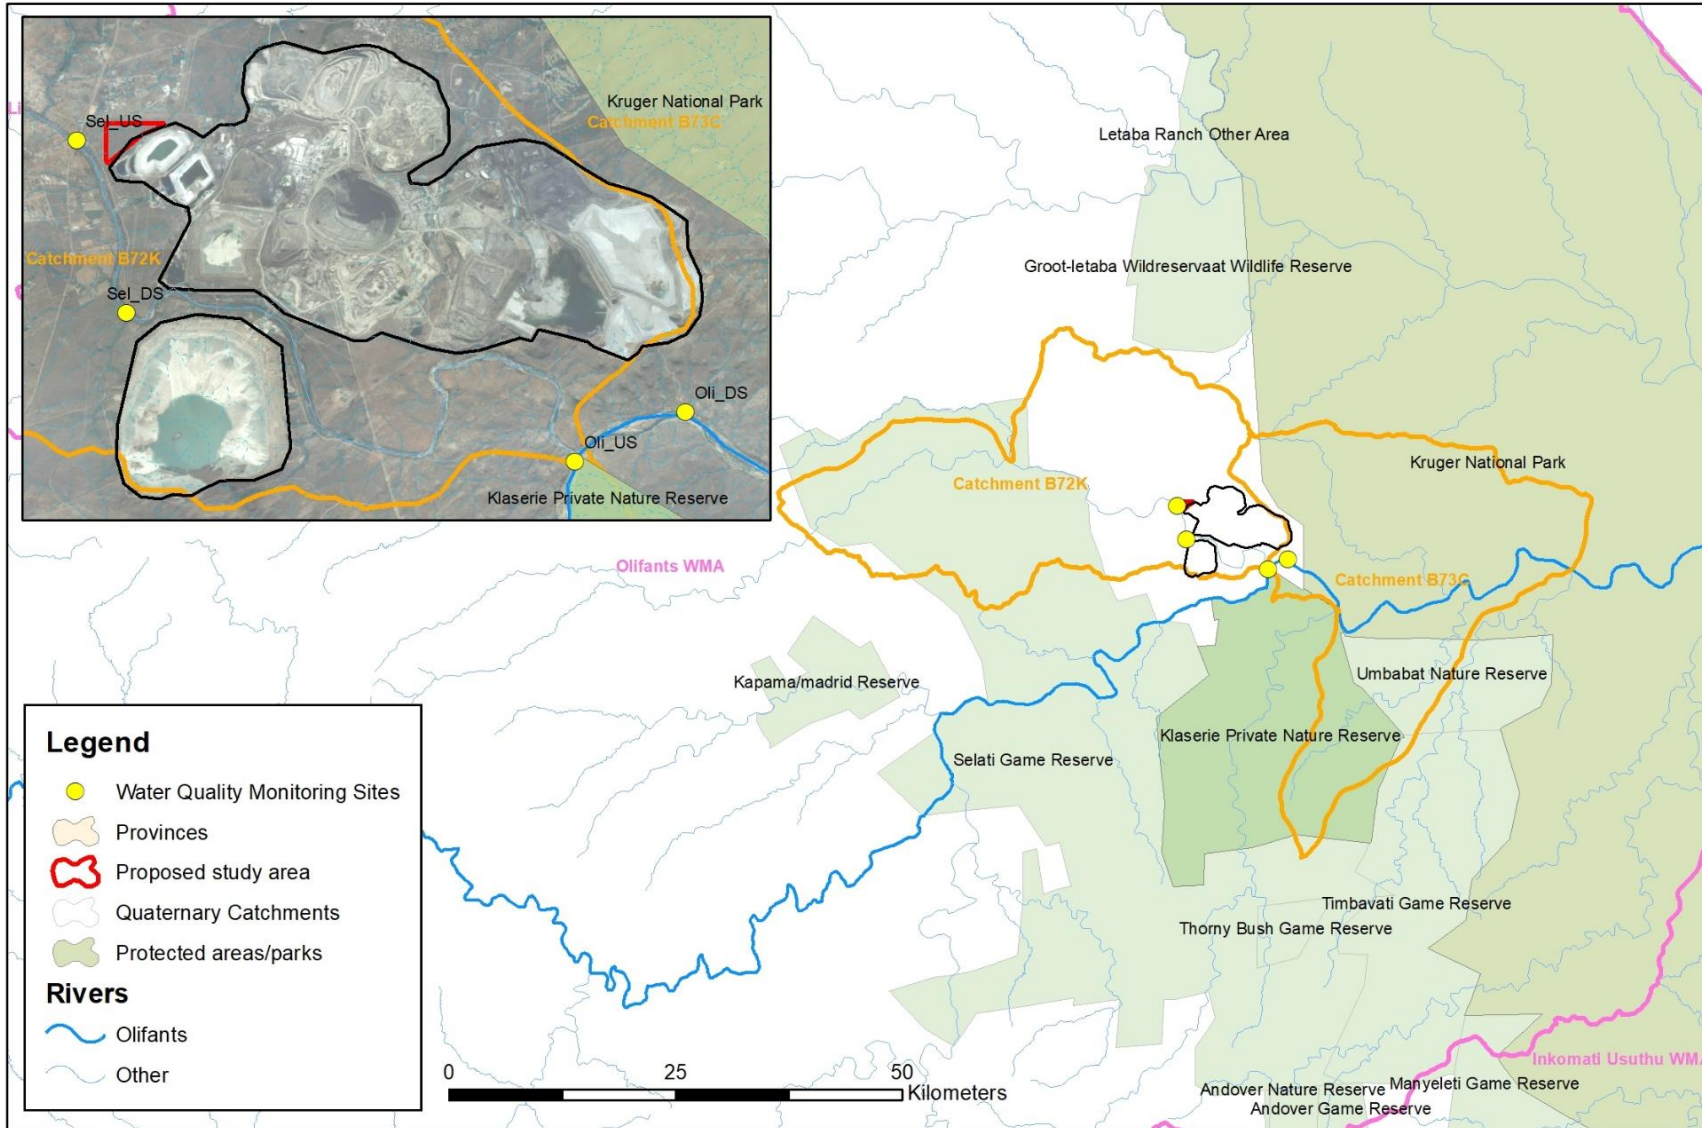 Kruger National Park
Catchment B73C
Sel_US
Catchment B72K
Sel_DS
Oli_DS
Oli_US
Klaserie Private Nature Reserve
Li
Letaba Ranch Other Area
Groot-letaba Wildreservaat Wildlife Reserve
Kruger National Park
Catchment B72K
Olifants WMA
Catchment B73C
Kapama/madrid Reserve
Umbabat Nature Reserve
Klaserie Private Nature Reserve
Selati Game Reserve
Timbavati Game Reserve
Thorny Bush Game Reserve
Inkomati Usuthu WMA
Andover Nature Reserve
Manyeleti Game Reserve
Andover Game Reserve
Legend
Water Quality Monitoring Sites
Provinces
Proposed study area
Quaternary Catchments
Protected areas/parks
Rivers
Olifants
Other
0 25 50
Kilometers